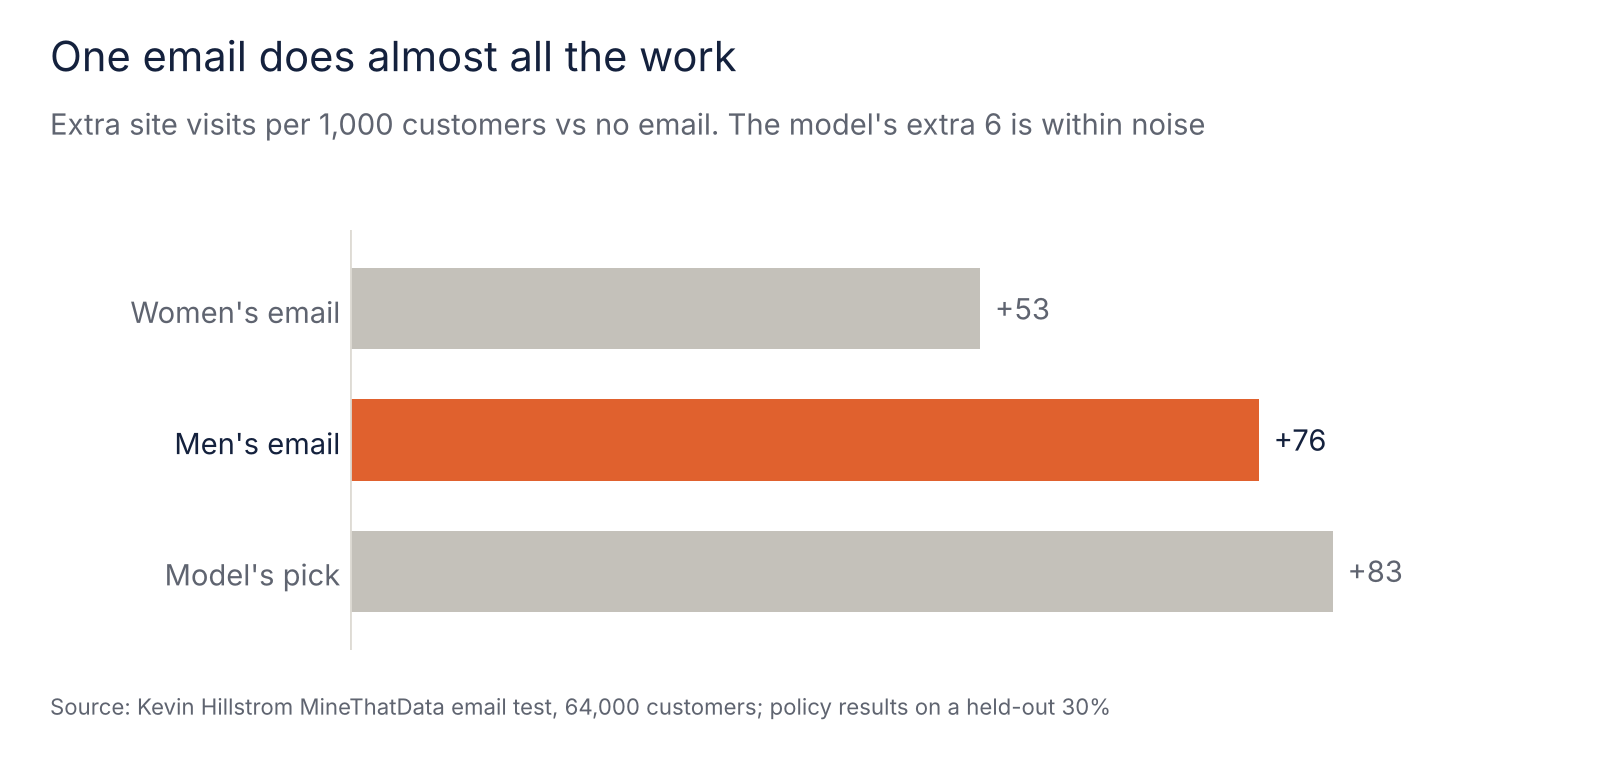 One email does almost all the work
Extra site visits per 1,000 customers vs no email. The model's extra 6 is within noise
Women's email +53
Men's email +76
Model's pick +83
Source: Kevin Hillstrom MineThatData email test, 64,000 customers; policy results on a held-out 30%